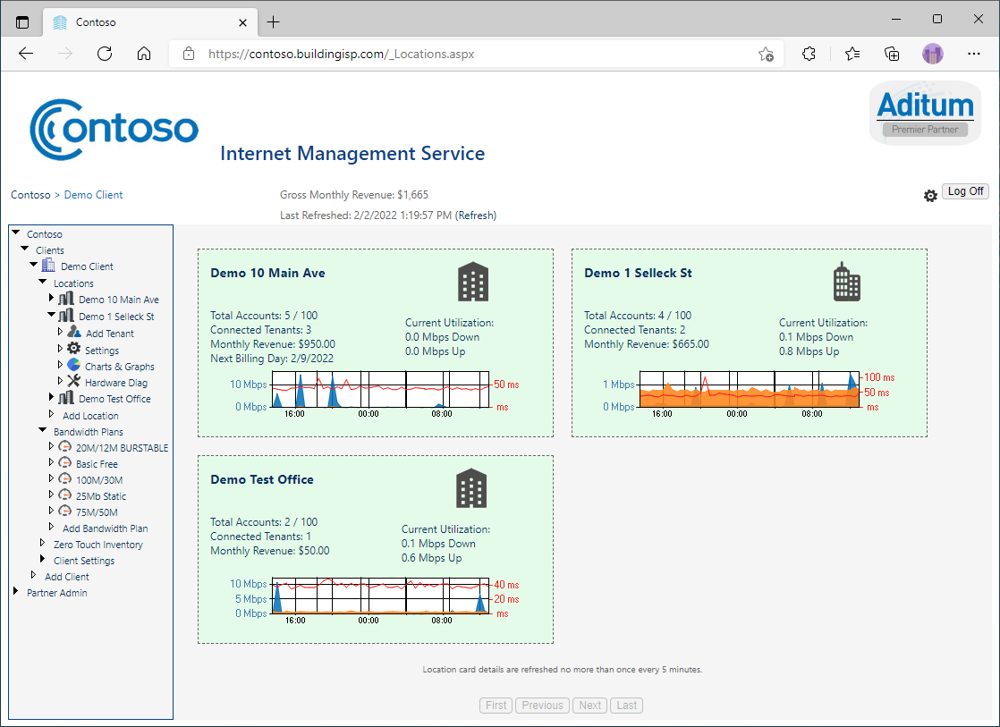 Contoso
https://contoso.buildingisp.com/_Locations.aspx
Contoso
Internet Management Service
Aditum
Premier Partner
Contoso > Demo Client
Gross Monthly Revenue: $1,665
Last Refreshed: 2/2/2022 1:19:57 PM (Refresh)
Log Off
Contoso
Clients
Demo Client
Locations
Demo 10 Main Ave
Demo 1 Selleck St
Add Tenant
Settings
Charts & Graphs
Hardware Diag
Demo Test Office
Add Location
Bandwidth Plans
20M/12M BURSTABLE
Basic Free
100M/30M
25Mb Static
75M/50M
Add Bandwidth Plan
Zero Touch Inventory
Client Settings
Add Client
Partner Admin
Demo 10 Main Ave
Total Accounts: 5 / 100
Connected Tenants: 3
Monthly Revenue: $950.00
Next Billing Day: 2/9/2022
Current Utilization:
0.0 Mbps Down
0.0 Mbps Up
10 Mbps
0 Mbps
50 ms
ms
16:00 00:00 08:00
Demo 1 Selleck St
Total Accounts: 4 / 100
Connected Tenants: 2
Monthly Revenue: $665.00
Current Utilization:
0.1 Mbps Down
0.8 Mbps Up
1 Mbps
0 Mbps
100 ms
50 ms
ms
16:00 00:00 08:00
Demo Test Office
Total Accounts: 2 / 100
Connected Tenants: 1
Monthly Revenue: $50.00
Current Utilization:
0.1 Mbps Down
0.6 Mbps Up
10 Mbps
5 Mbps
0 Mbps
40 ms
20 ms
ms
16:00 00:00 08:00
Location card details are refreshed no more than once every 5 minutes.
First Previous Next Last